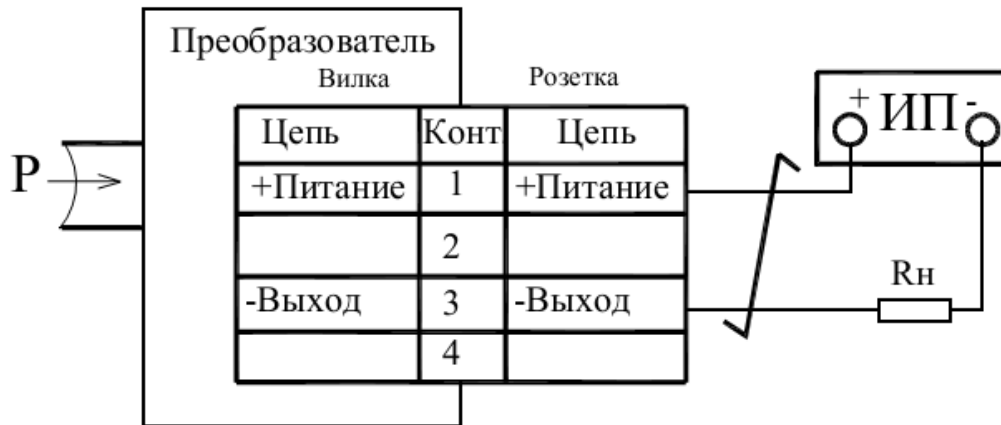 Преобразователь
Вилка Розетка
+ ИП -
Цепь Конт Цепь
P
+Питание 1 +Питание
2
Rн
-Выход 3 -Выход
4